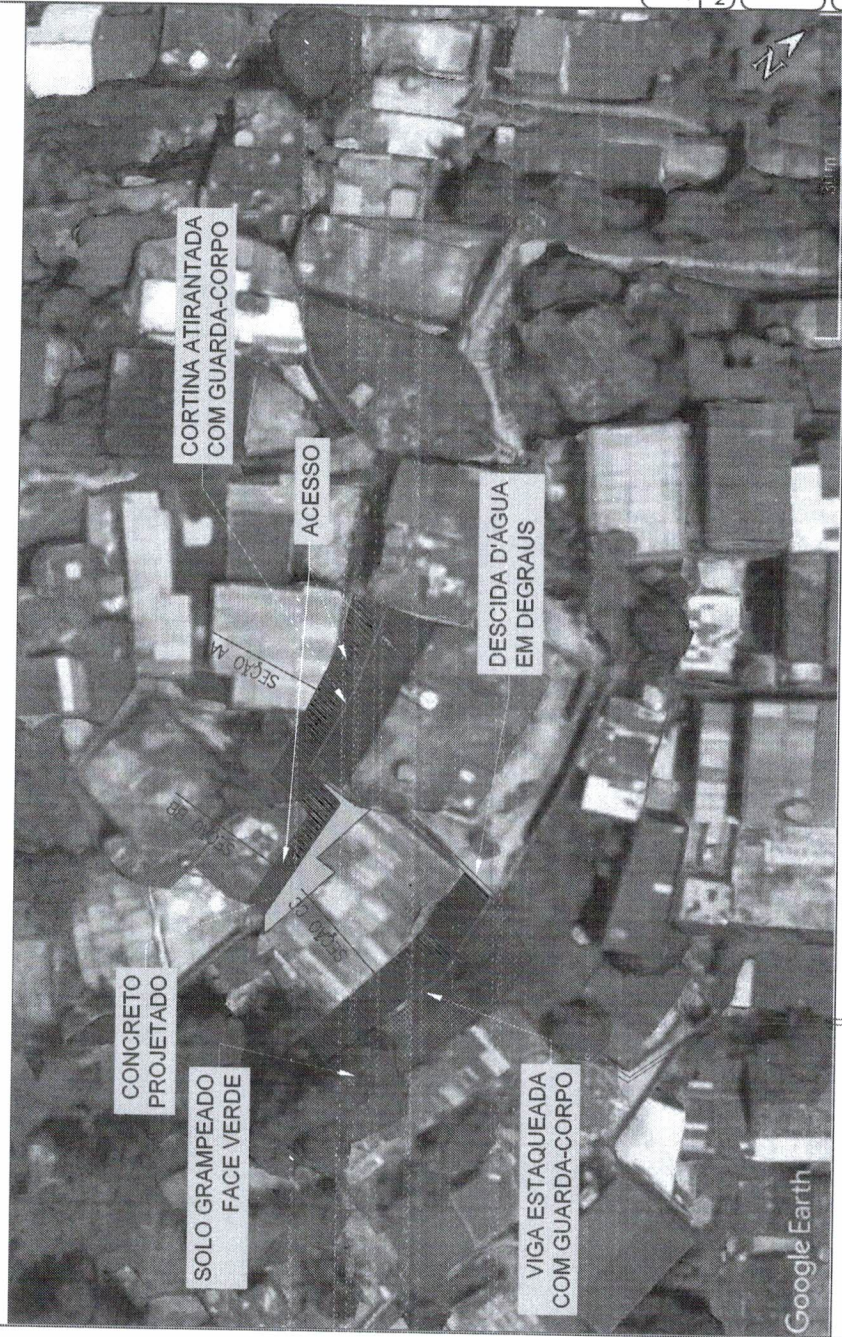 CORTINA ATIRANTADA
COM GUARDA-CORPO
ACESSO
DESCIDA D'ÁGUA
EM DEGRAUS
SEÇÃO AA
SEÇÃO BB
SEÇÃO CC
CONCRETO
PROJETADO
SOLO GRAMPEADO
FACE VERDE
VIGA ESTAQUEADA
COM GUARDA-CORPO
Google Earth
N
2